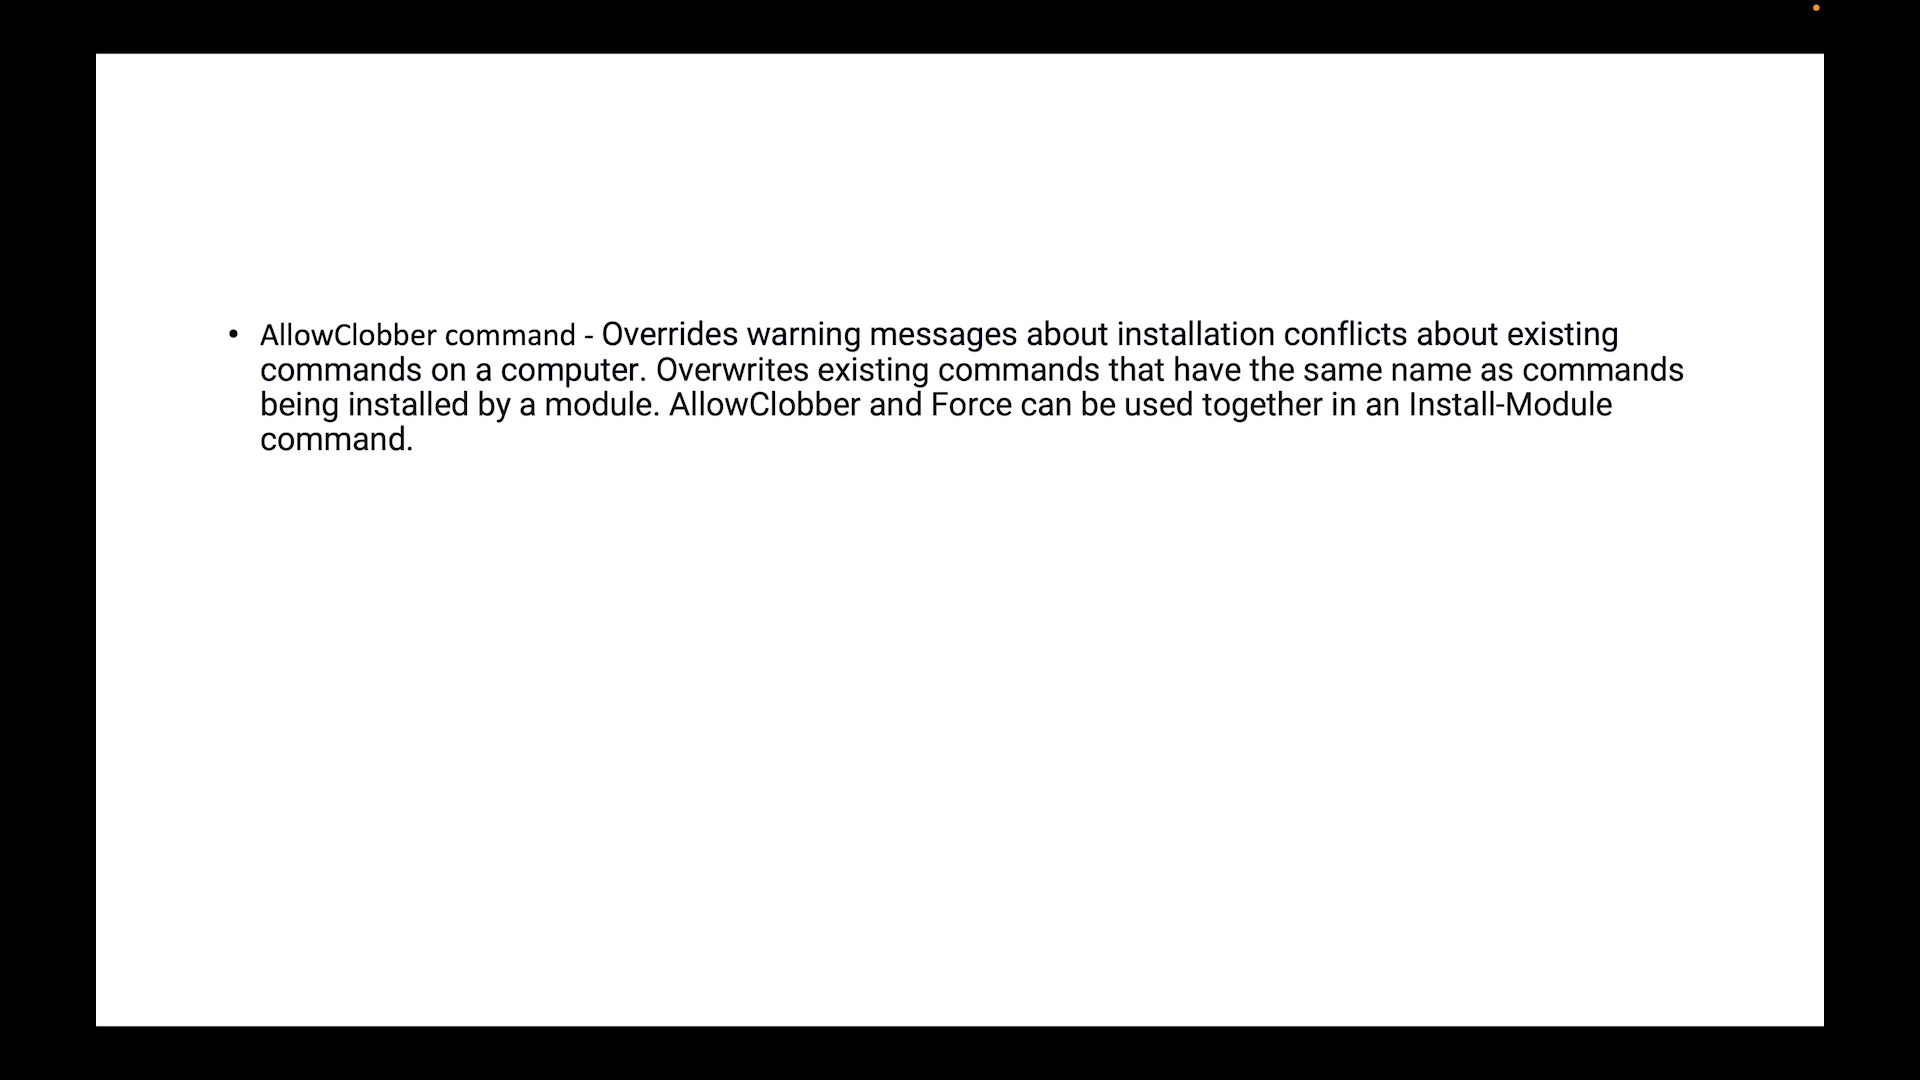 • AllowClobber command - Overrides warning messages about installation conflicts about existing
commands on a computer. Overwrites existing commands that have the same name as commands
being installed by a module. AllowClobber and Force can be used together in an Install-Module
command.